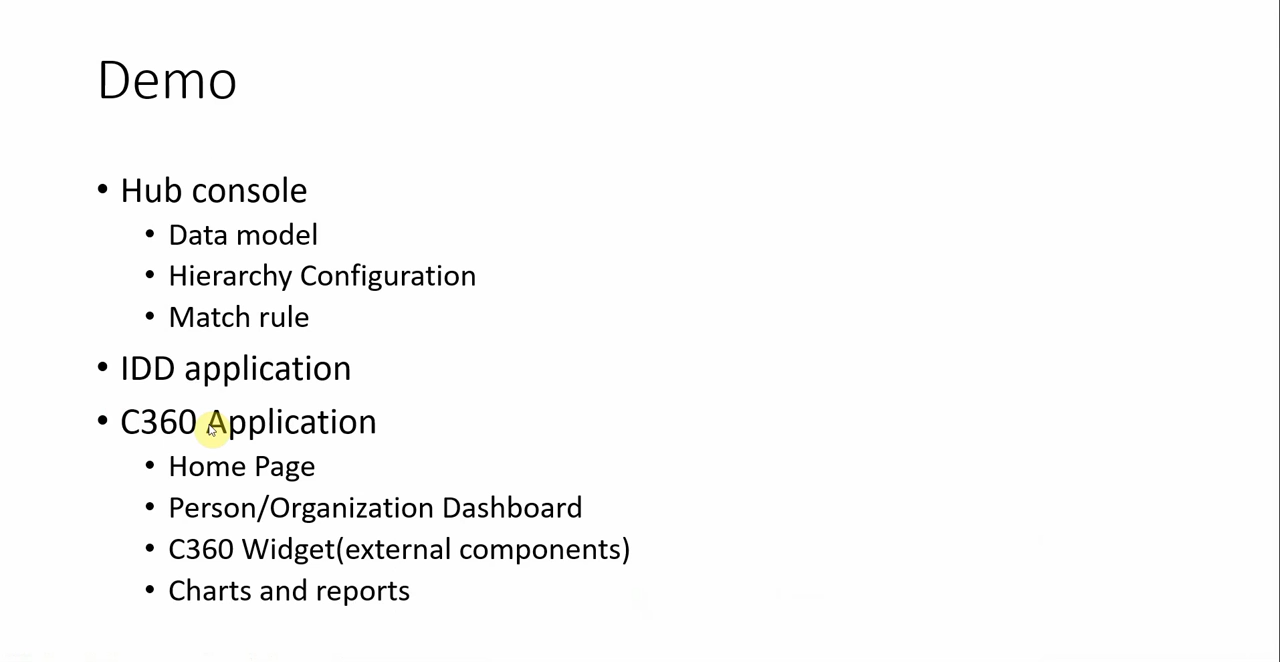 Demo
• Hub console
• Data model
• Hierarchy Configuration
• Match rule
• IDD application
• C360 Application
• Home Page
• Person/Organization Dashboard
• C360 Widget(external components)
• Charts and reports